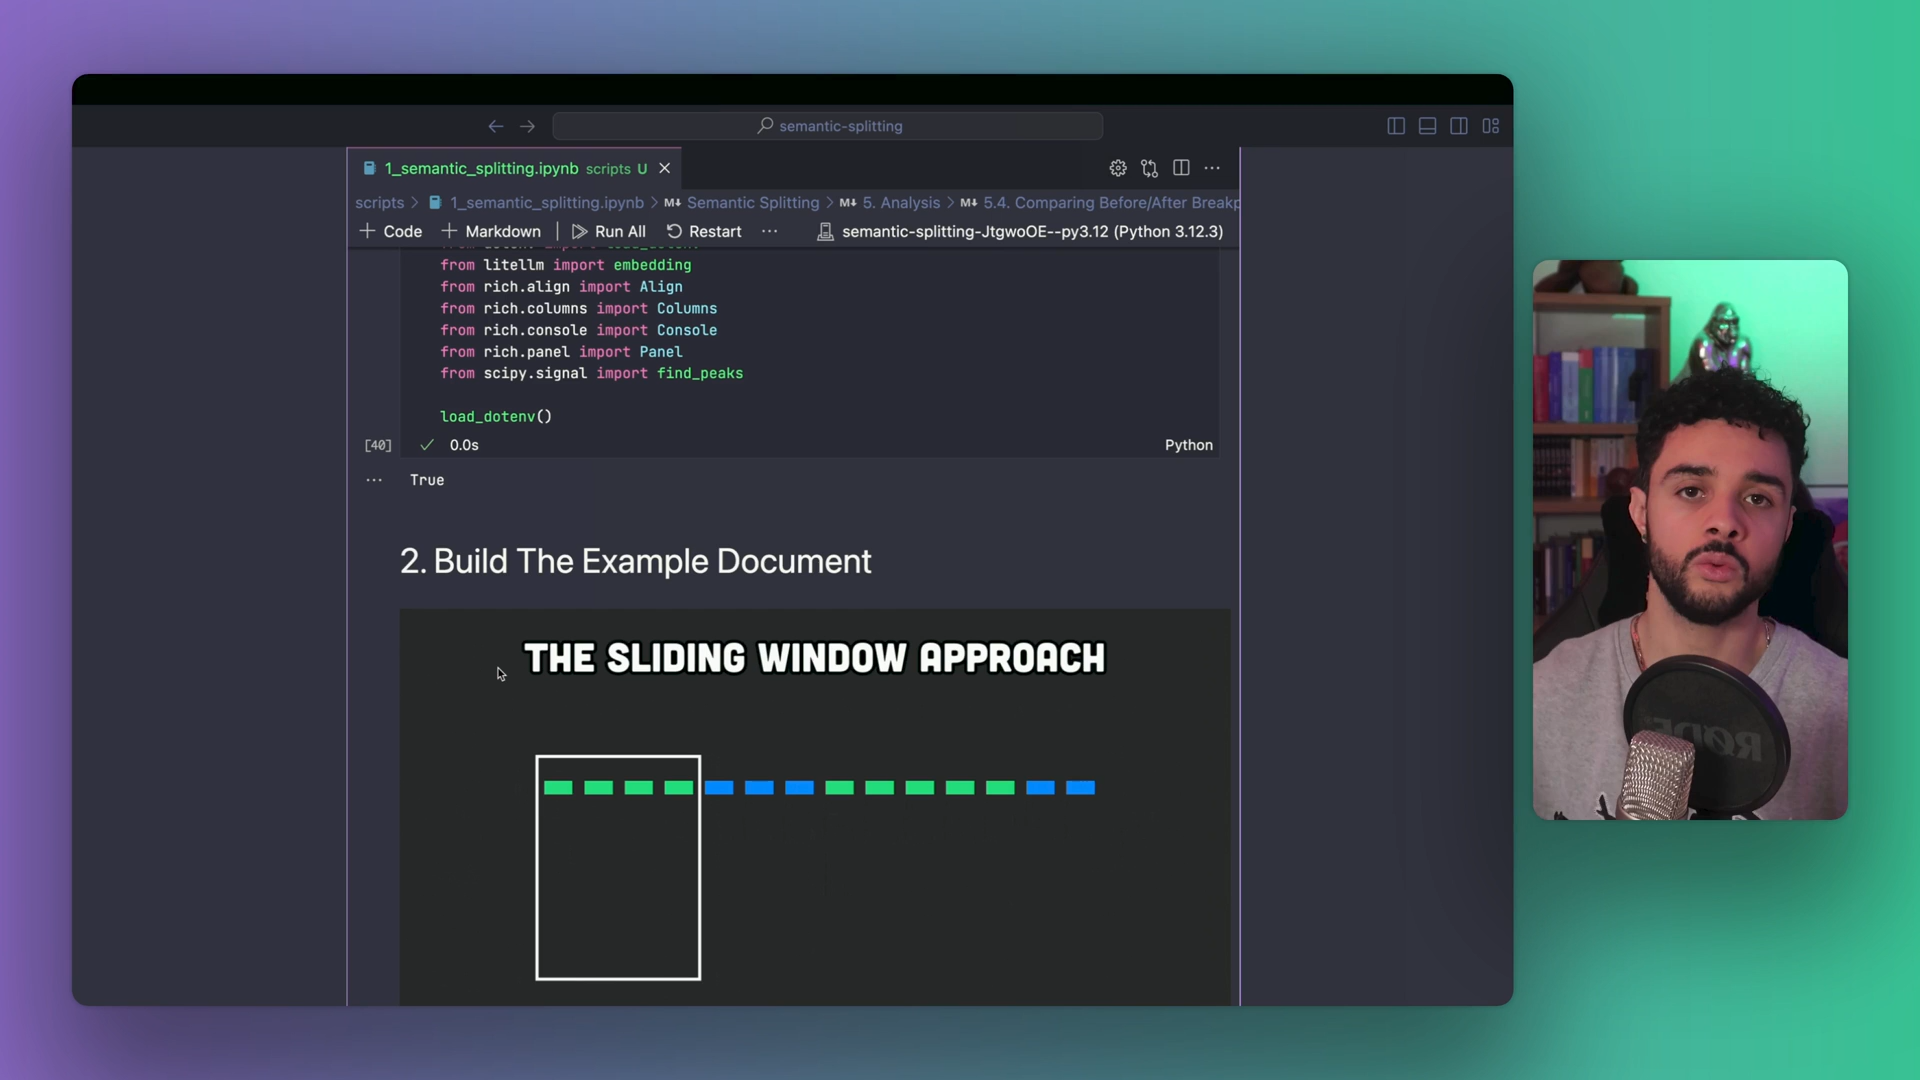 semantic-splitting
1_semantic_splitting.ipynb scripts U
scripts > 1_semantic_splitting.ipynb > M↓ Semantic Splitting > M↓ 5. Analysis > M↓ 5.4. Comparing Before/After Breakp
+ Code + Markdown | Run All Restart ··· semantic-splitting-JtgwoOE--py3.12 (Python 3.12.3)
from litellm import embedding
from rich.align import Align
from rich.columns import Columns
from rich.console import Console
from rich.panel import Panel
from scipy.signal import find_peaks
load_dotenv()
[40] ✓ 0.0s Python
··· True
2. Build The Example Document
THE SLIDING WINDOW APPROACH
RØDE